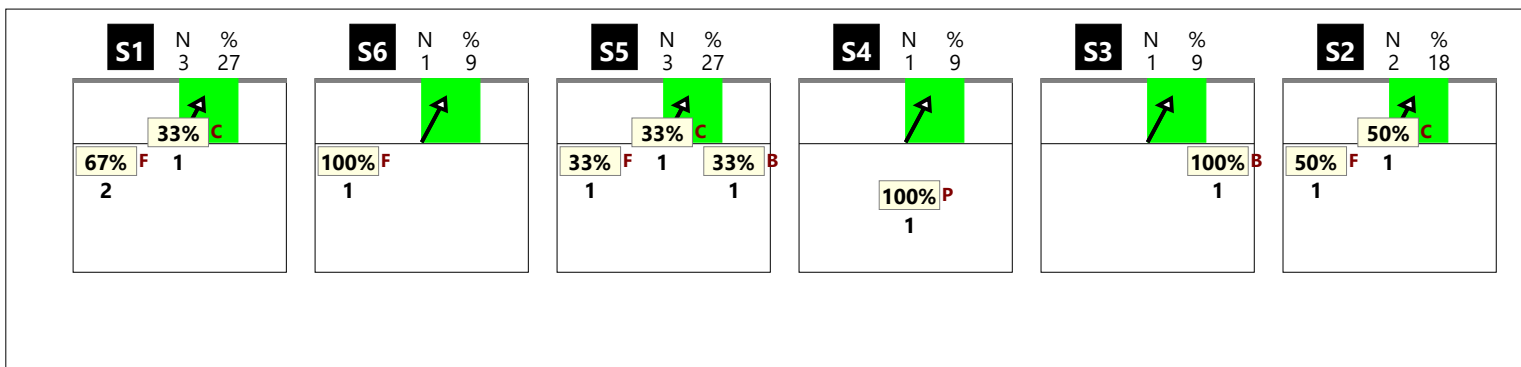 S1 N % 3 27
33% C
67% F 1
2
S6 N % 1 9
100% F
1
S5 N % 3 27
33% C
33% F 1 33% B
1 1
S4 N % 1 9
100% P
1
S3 N % 1 9
100% B
1
S2 N % 2 18
50% C
50% F 1
1